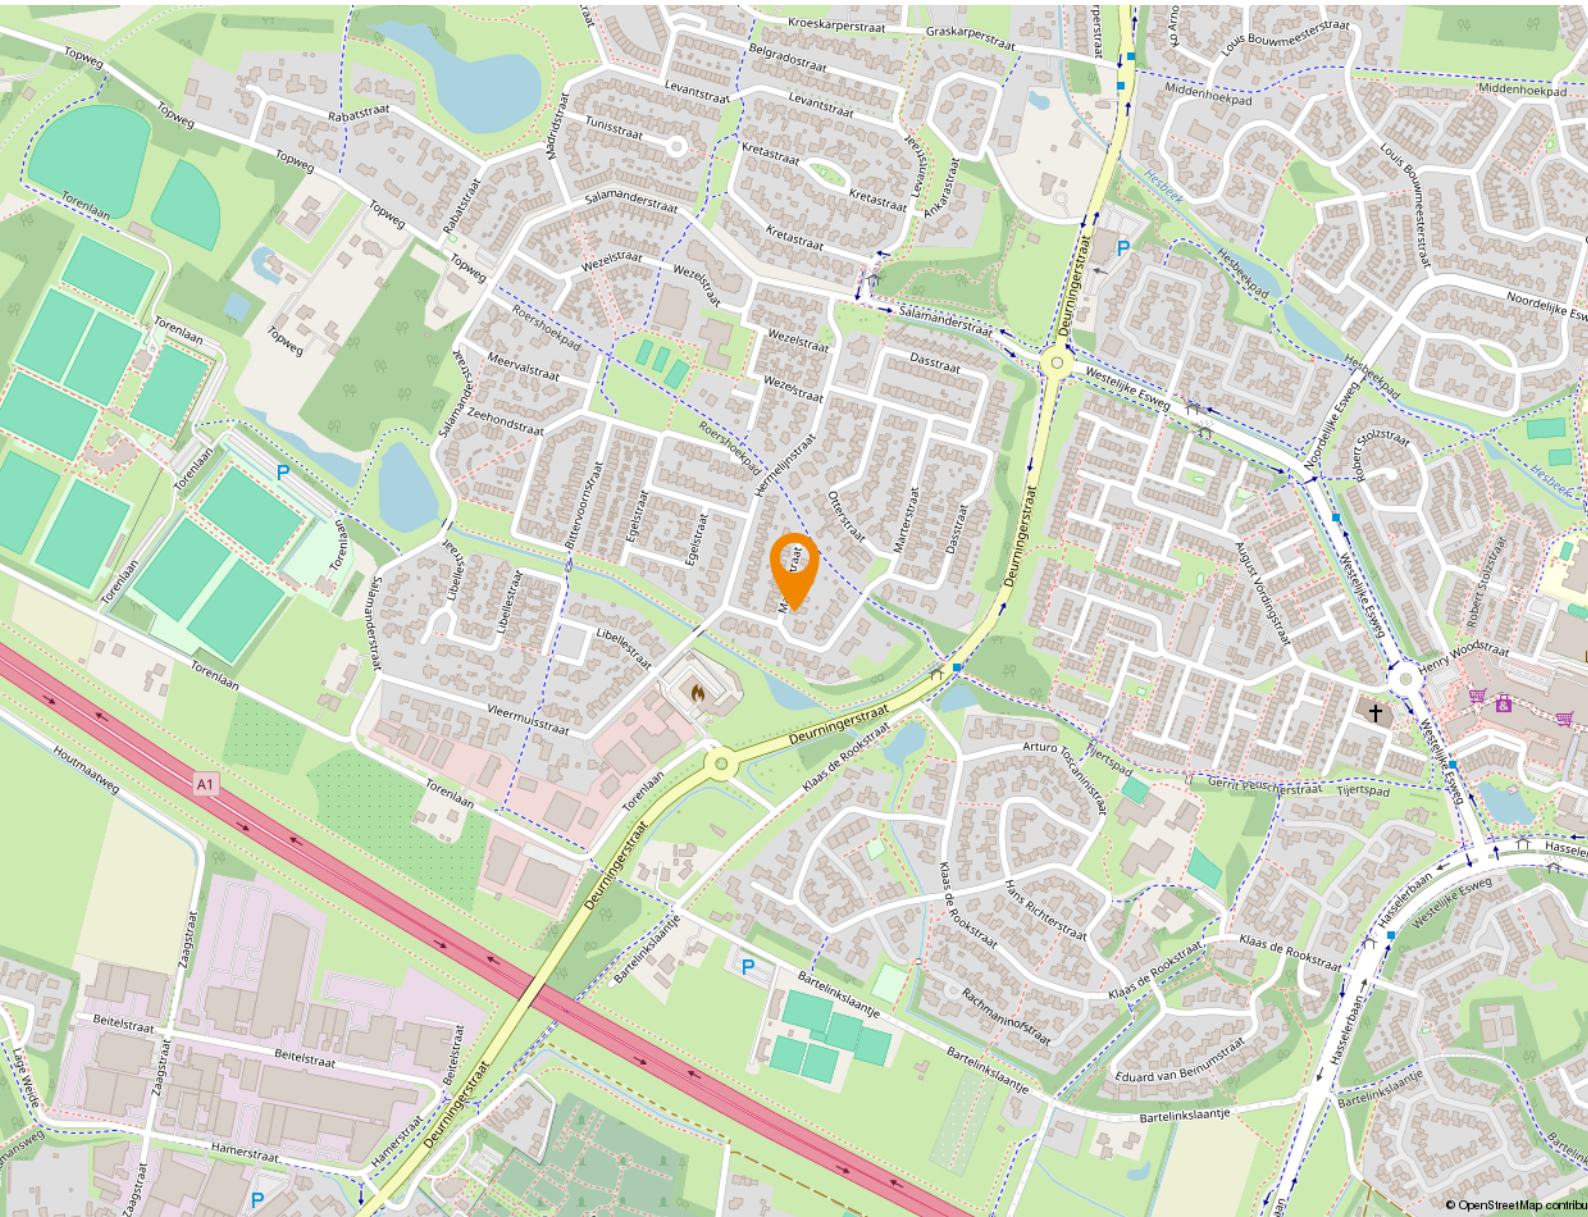 Kroeskarperstraat
Graskarperstraat
Louis Bouwmeesterstraat
Topweg
Belgradostraat
Levantstraat
Levantstraat
Middenhoekpad
Middenhoekpad
Topweg
Rabatstraat
Madridstraat
Tunisstraat
Kretastraat
Levantstraat
Ankarastraat
Louis Bouwmeesterstraat
Topweg
Rabatstraat
Salamanderstraat
Kretastraat
Hesbeek
Torenlaan
Topweg
Kretastraat
P
Deurningerstraat
Hesbeekpad
Topweg
Wezelstraat
Wezelstraat
Torenlaan
Topweg
Roershoekpad
Salamanderstraat
Wezelstraat
Meervalstraat
Dasstraat
Hesbeekpad
Westelijke Esweg
Wezelstraat
Salamanderstraat
Zeehondstraat
Roershoekpad
Noordelijke Esweg
Robert Stolzstraat
Hermelijnstraat
P
Torenlaan
Hesbeek
Bittervoornstraat
Egelstraat
Otterstraat
Marterstraat
Dasstraat
Egelstraat
Deurningerstraat
Torenlaan
Torenlaan
Libellestraat
Libellestraat
Salamanderstraat
August Vordingstraat
Westelijke Esweg
Robert Stolzstraat
Libellestraat
Henry Woodstraat
Torenlaan
Vleermuisstraat
Deurningerstraat
Klaas de Rookstraat
Arturo Toscaninistraat
Tijertspad
Westelijke Esweg
Houtmaatweg
A1
Torenlaan
Torenlaan
Gerrit Peuscherstraat
Tijertspad
Deurningerstraat
Klaas de Rookstraat
Hans Richterstraat
Hasselerbaan
Westelijke Esweg
Zaagstraat
Bartelinkslaantje
Klaas de Rookstraat
Klaas de Rookstraat
P
Bartelinkslaantje
Rachmaninofstraat
Hasselerbaan
Beitelstraat
Beitelstraat
Beitelstraat
Lage Weide
Zaagstraat
Deurningerstraat
Bartelinkslaantje
Eduard van Beinumstraat
Bartelinkslaantje
Bartelinkslaantje
Hamerstraat
Hamerstraat
Zaagstraat
P
© OpenStreetMap contribu